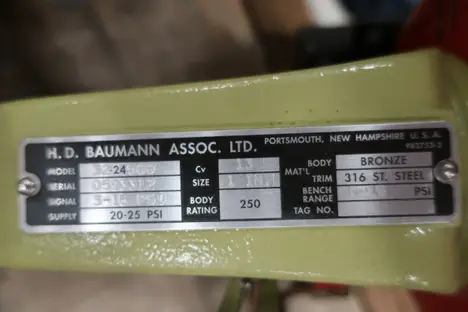 H. D. BAUMANN ASSOC. LTD. PORTSMOUTH, NEW HAMPSHIRE U.S.A.
MODEL Cv BODY BRONZE
SERIAL SIZE MAT'L TRIM 316 ST. STEEL
SIGNAL BODY RATING 250 BENCH RANGE PSI
SUPPLY 20-25 PSI TAG NO.